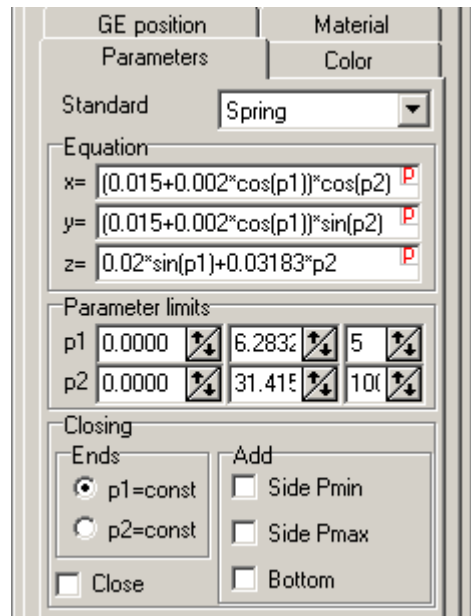 GE position Material
Parameters Color
Standard Spring
Equation
x= (0.015+0.002*cos(p1))*cos(p2) p
y= (0.015+0.002*cos(p1))*sin(p2) p
z= 0.02*sin(p1)+0.03183*p2 p
Parameter limits
p1 0.0000 6.2832 5
p2 0.0000 31.415 100
Closing
Ends Add
p1=const Side Pmin
p2=const Side Pmax
Close Bottom